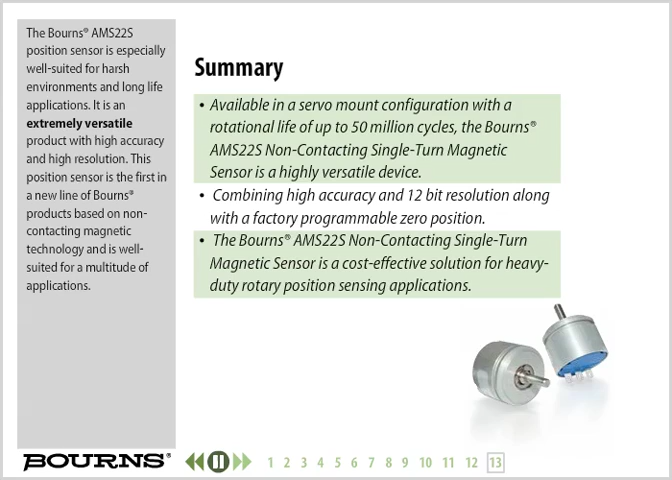 The Bourns® AMS22S
position sensor is especially
well-suited for harsh
environments and long life
applications. It is an
extremely versatile
product with high accuracy
and high resolution. This
position sensor is the first in
a new line of Bourns®
products based on non-
contacting magnetic
technology and is well-
suited for a multitude of
applications.
Summary
• Available in a servo mount configuration with a
rotational life of up to 50 million cycles, the Bourns®
AMS22S Non-Contacting Single-Turn Magnetic
Sensor is a highly versatile device.
• Combining high accuracy and 12 bit resolution along
with a factory programmable zero position.
• The Bourns® AMS22S Non-Contacting Single-Turn
Magnetic Sensor is a cost-effective solution for heavy-
duty rotary position sensing applications.
BOURNS®
1 2 3 4 5 6 7 8 9 10 11 12 13